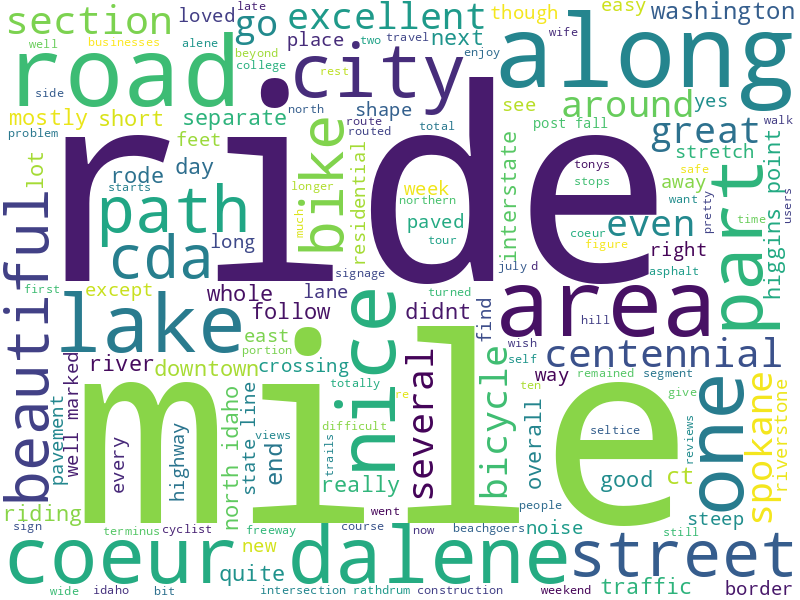 section
loved
late
go
excellent
though
easy
washington
well
businesses
alene
road
city
place
two
travel
next
wife
enjoy
along
beyond
college
side
rest
mostly
short
separate
north
shape
around
yes
see
problem
feet
route
routed
total
post fall
great
walk
lot
rode
day
bike
residential
interstate
stretch
starts
longer
week
tonys
safe
away
path
much
northern
stops
want
part
higgins point
cda
long
paved
tour
even
coeur
figure
right
pretty
time
users
ride
signage
july
d
asphalt
first
except
whole
lane
turned
beautiful
lake
follow
didnt
find
area
hill
east
portion
nice
wish
self
centennial
river
downtown
crossing
several
bicycle
way
remained
segment
well marked
pavement
totally
re
ten
give
one
spokane
riverstone
mile
every
highway
north idaho
state line
end
views
trails
difficult
overall
seltice
reviews
really
good
ct
riding
went
people
steep
sign
terminus
cyclist
freeway
course
now
beachgoers
noise
still
new
coeur dalene
street
quite
traffic
border
wide
idaho
bit
intersection
rathdrum
construction
weekend